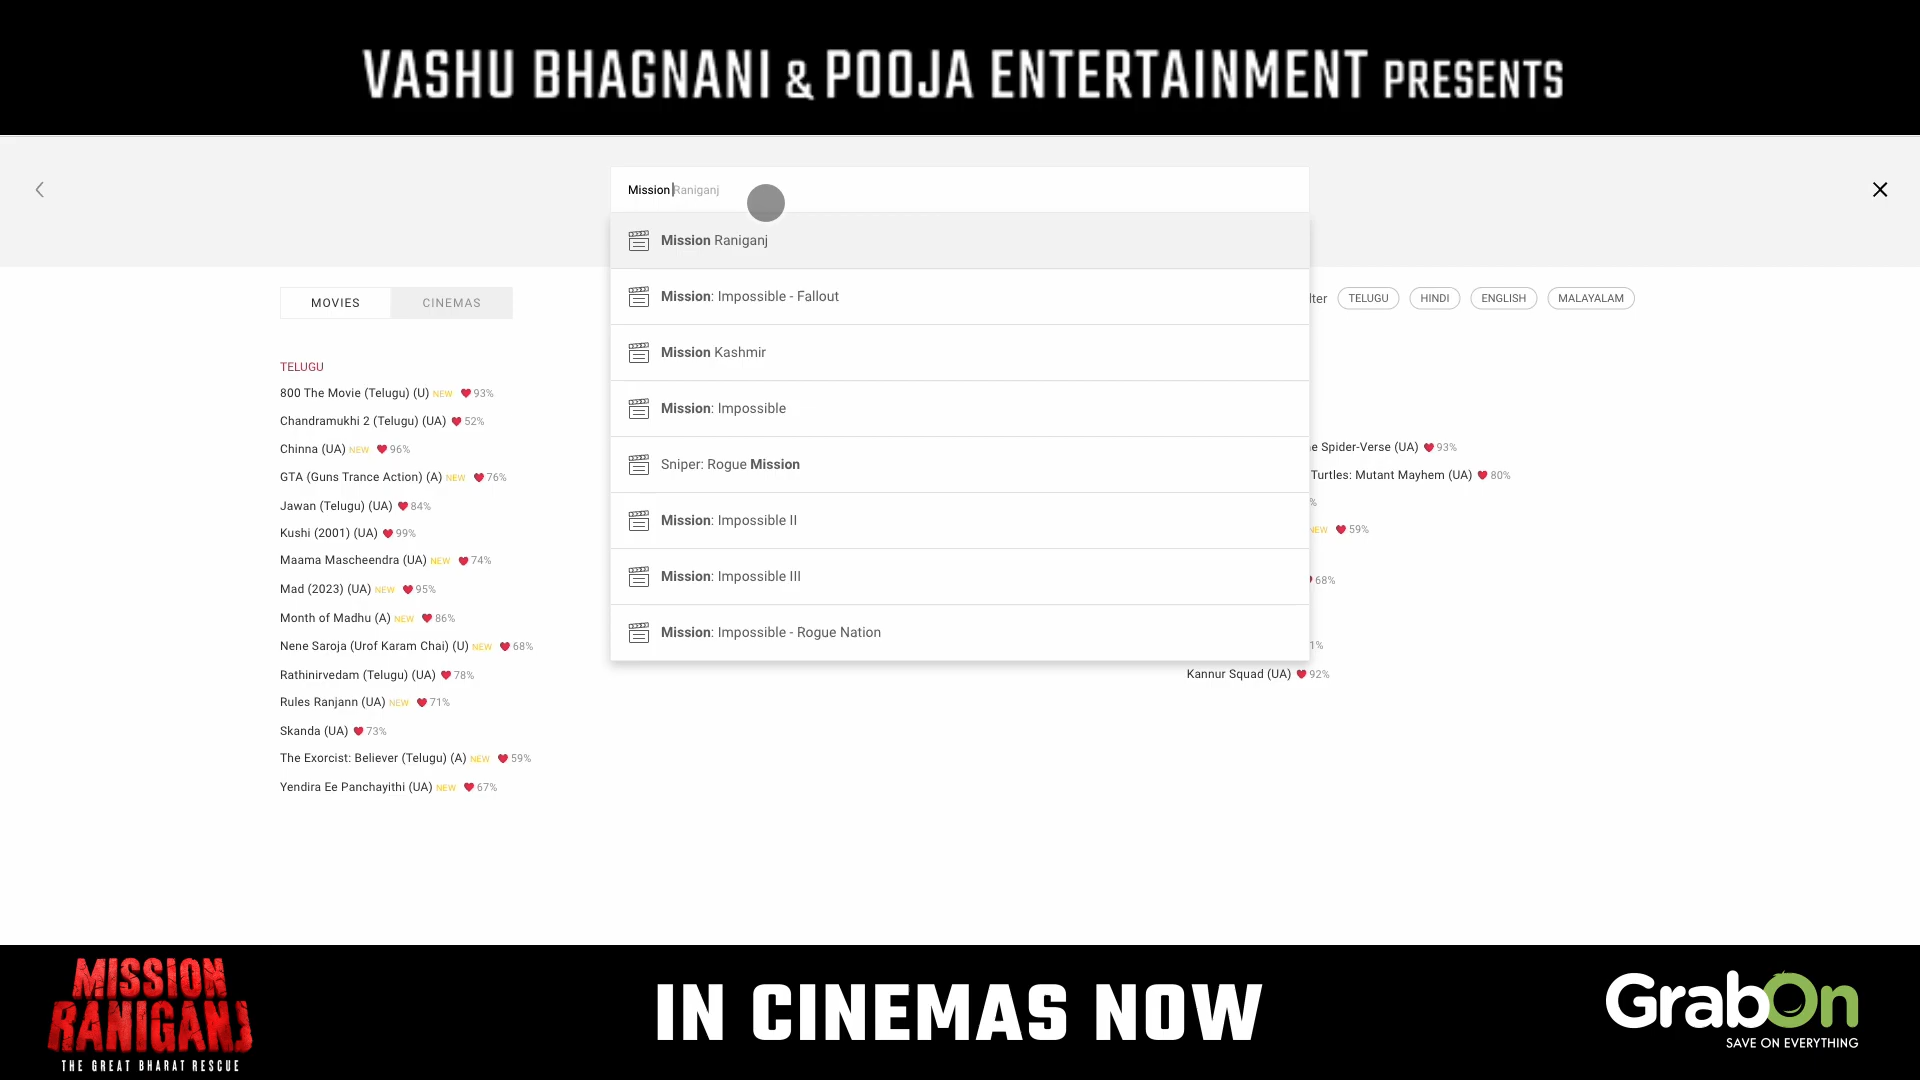 VASHU BHAGNANI & POOJA ENTERTAINMENT PRESENTS
Mission Raniganj
Mission Raniganj
Mission: Impossible - Fallout
Mission Kashmir
Mission: Impossible
Sniper: Rogue Mission
Mission: Impossible II
Mission: Impossible III
Mission: Impossible - Rogue Nation
MOVIES CINEMAS
TELUGU HINDI ENGLISH MALAYALAM
TELUGU
800 The Movie (Telugu) (U) NEW 93%
Chandramukhi 2 (Telugu) (UA) 52%
Chinna (UA) NEW 96%
GTA (Guns Trance Action) (A) NEW 76%
Jawan (Telugu) (UA) 84%
Kushi (2001) (UA) 99%
Maama Mascheendra (UA) NEW 74%
Mad (2023) (UA) NEW 95%
Month of Madhu (A) NEW 86%
Nene Saroja (Urof Karam Chai) (U) NEW 68%
Rathinirvedam (Telugu) (UA) 78%
Rules Ranjann (UA) NEW 71%
Skanda (UA) 73%
The Exorcist: Believer (Telugu) (A) NEW 59%
Yendira Ee Panchayithi (UA) NEW 67%
Spider-Verse (UA) 93%
Turtles: Mutant Mayhem (UA) 80%
NEW 59%
68%
Kannur Squad (UA) 92%
MISSION
RANIGANJ
THE GREAT BHARAT RESCUE
IN CINEMAS NOW
GrabOn
SAVE ON EVERYTHING